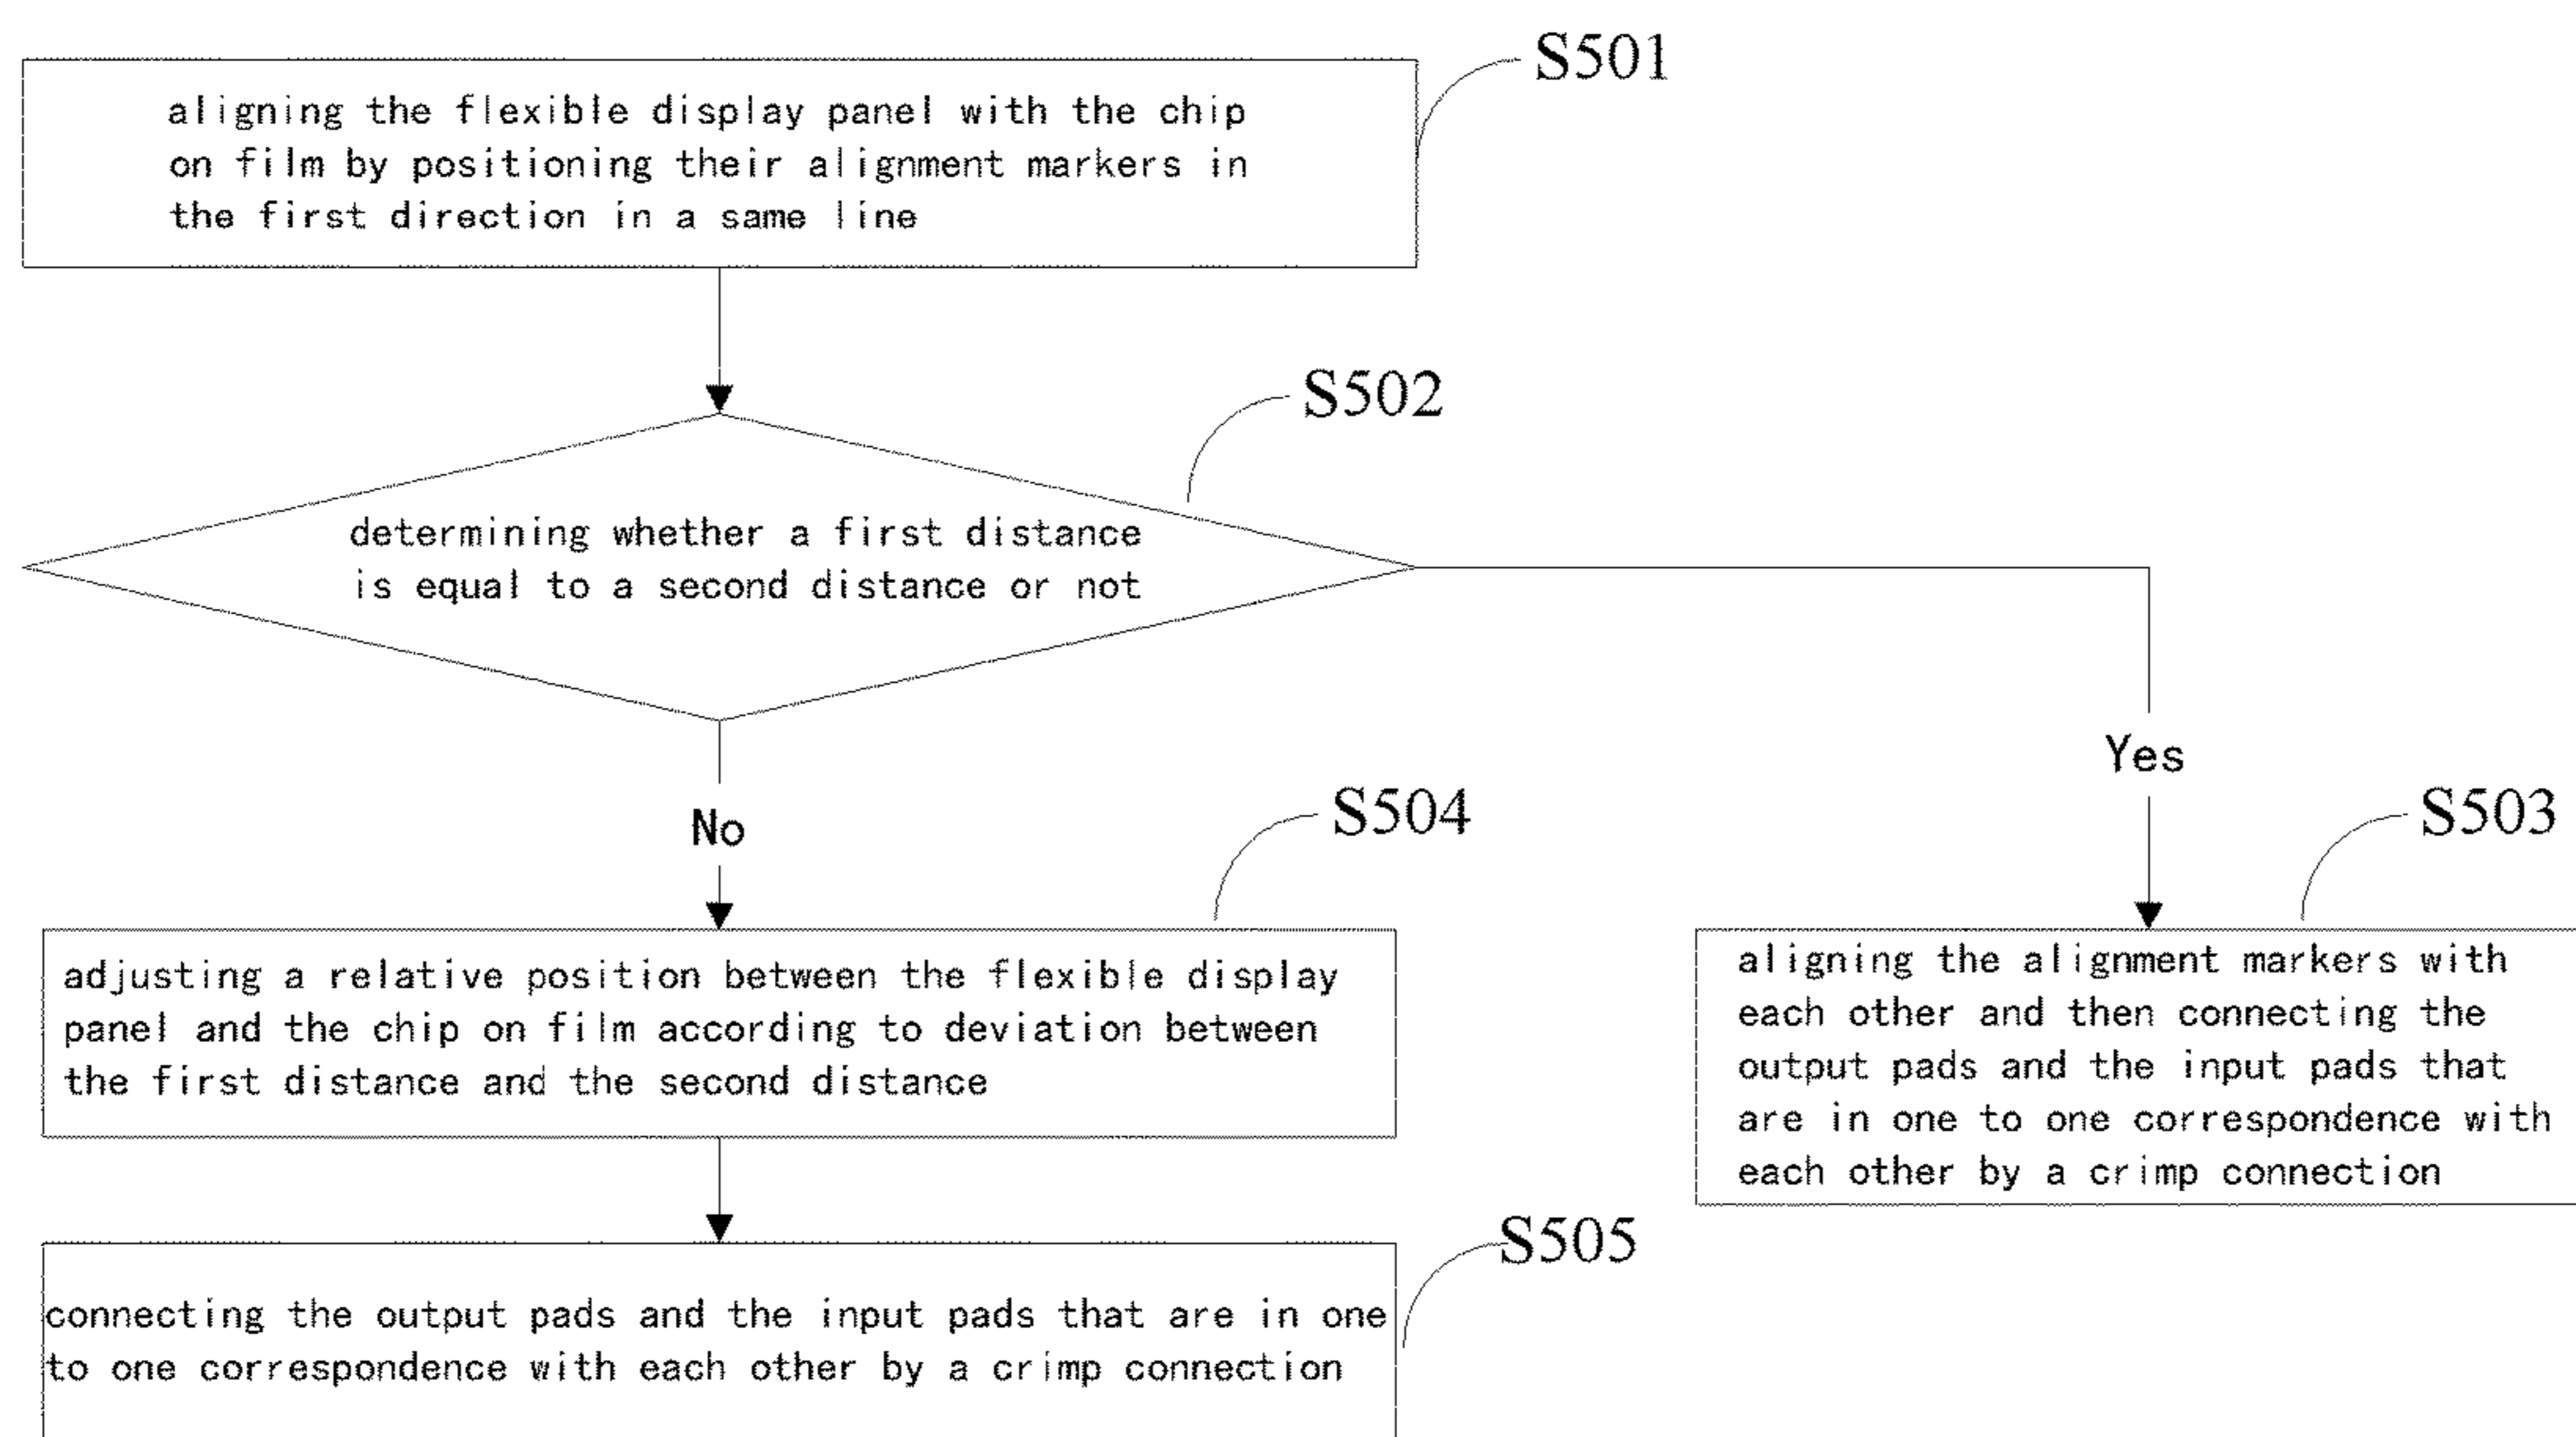 S501
aligning the flexible display panel with the chip
on film by positioning their alignment markers in
the first direction in a same line
S502
determining whether a first distance
is equal to a second distance or not
Yes
No
S504
S503
adjusting a relative position between the flexible display
panel and the chip on film according to deviation between
the first distance and the second distance
aligning the alignment markers with
each other and then connecting the
output pads and the input pads that
are in one to one correspondence with
each other by a crimp connection
S505
connecting the output pads and the input pads that are in one
to one correspondence with each other by a crimp connection